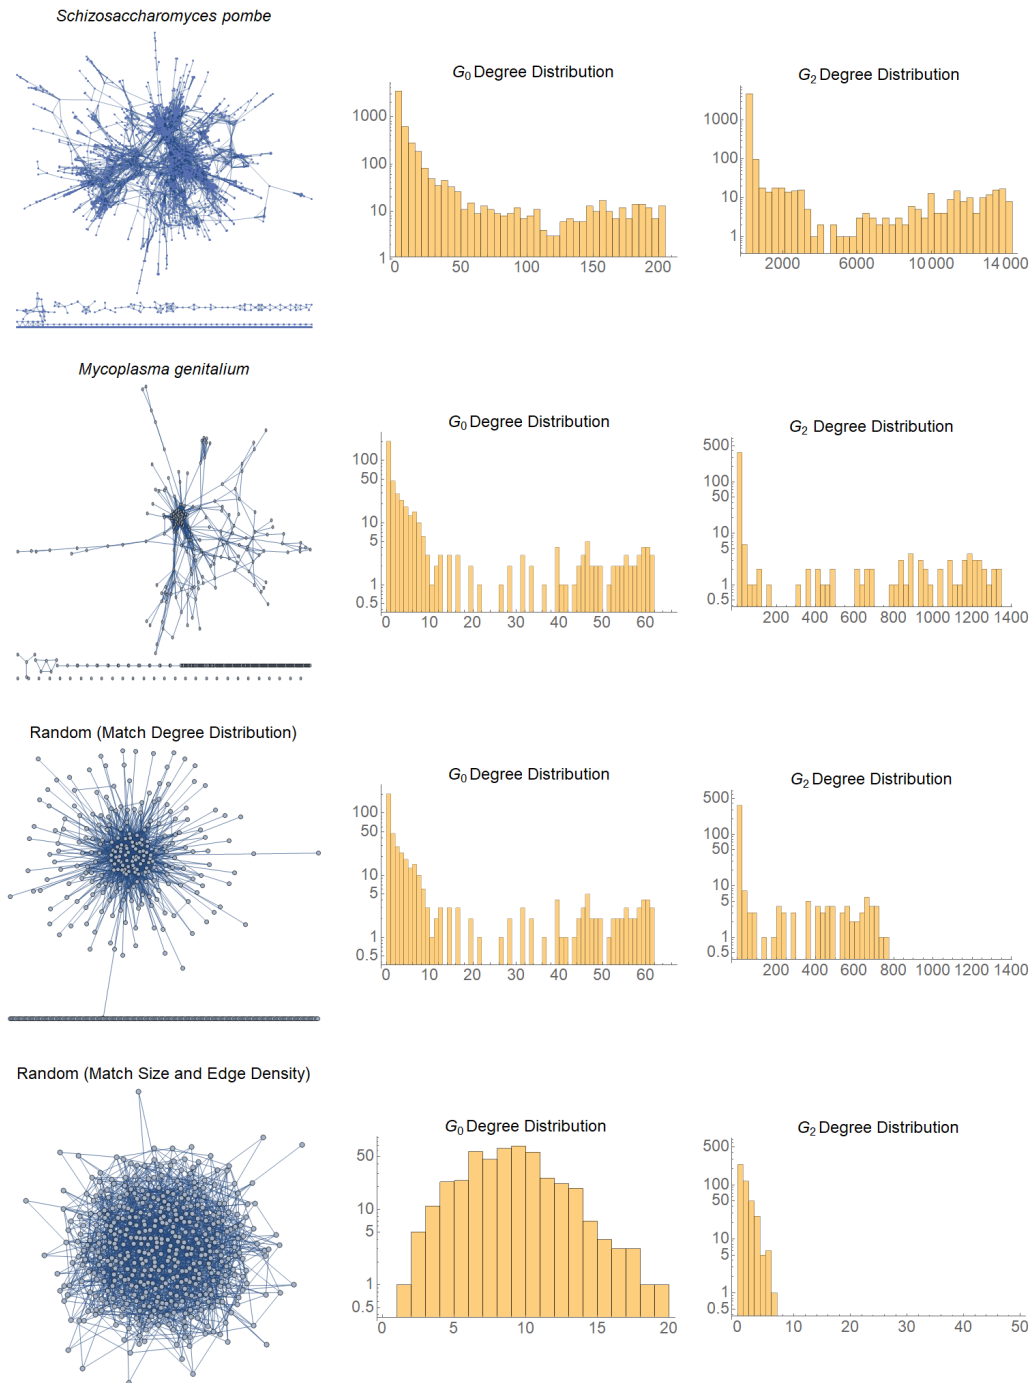 Schizosaccharomyces pombe
G0 Degree Distribution
1000
100
10
1
0 50 100 150 200
G2 Degree Distribution
1000
100
10
1
2000 6000 10000 14000
Mycoplasma genitalium
G0 Degree Distribution
100
50
10
5
1
0.5
0 10 20 30 40 50 60
G2 Degree Distribution
500
100
50
10
5
1
0.5
200 400 600 800 1000 1200 1400
Random (Match Degree Distribution)
G0 Degree Distribution
100
50
10
5
1
0.5
0 10 20 30 40 50 60
G2 Degree Distribution
500
100
50
10
5
1
0.5
200 400 600 800 1000 1200 1400
Random (Match Size and Edge Density)
G0 Degree Distribution
50
10
5
1
0.5
0 5 10 15 20
G2 Degree Distribution
500
100
50
10
5
1
0.5
0 10 20 30 40 50